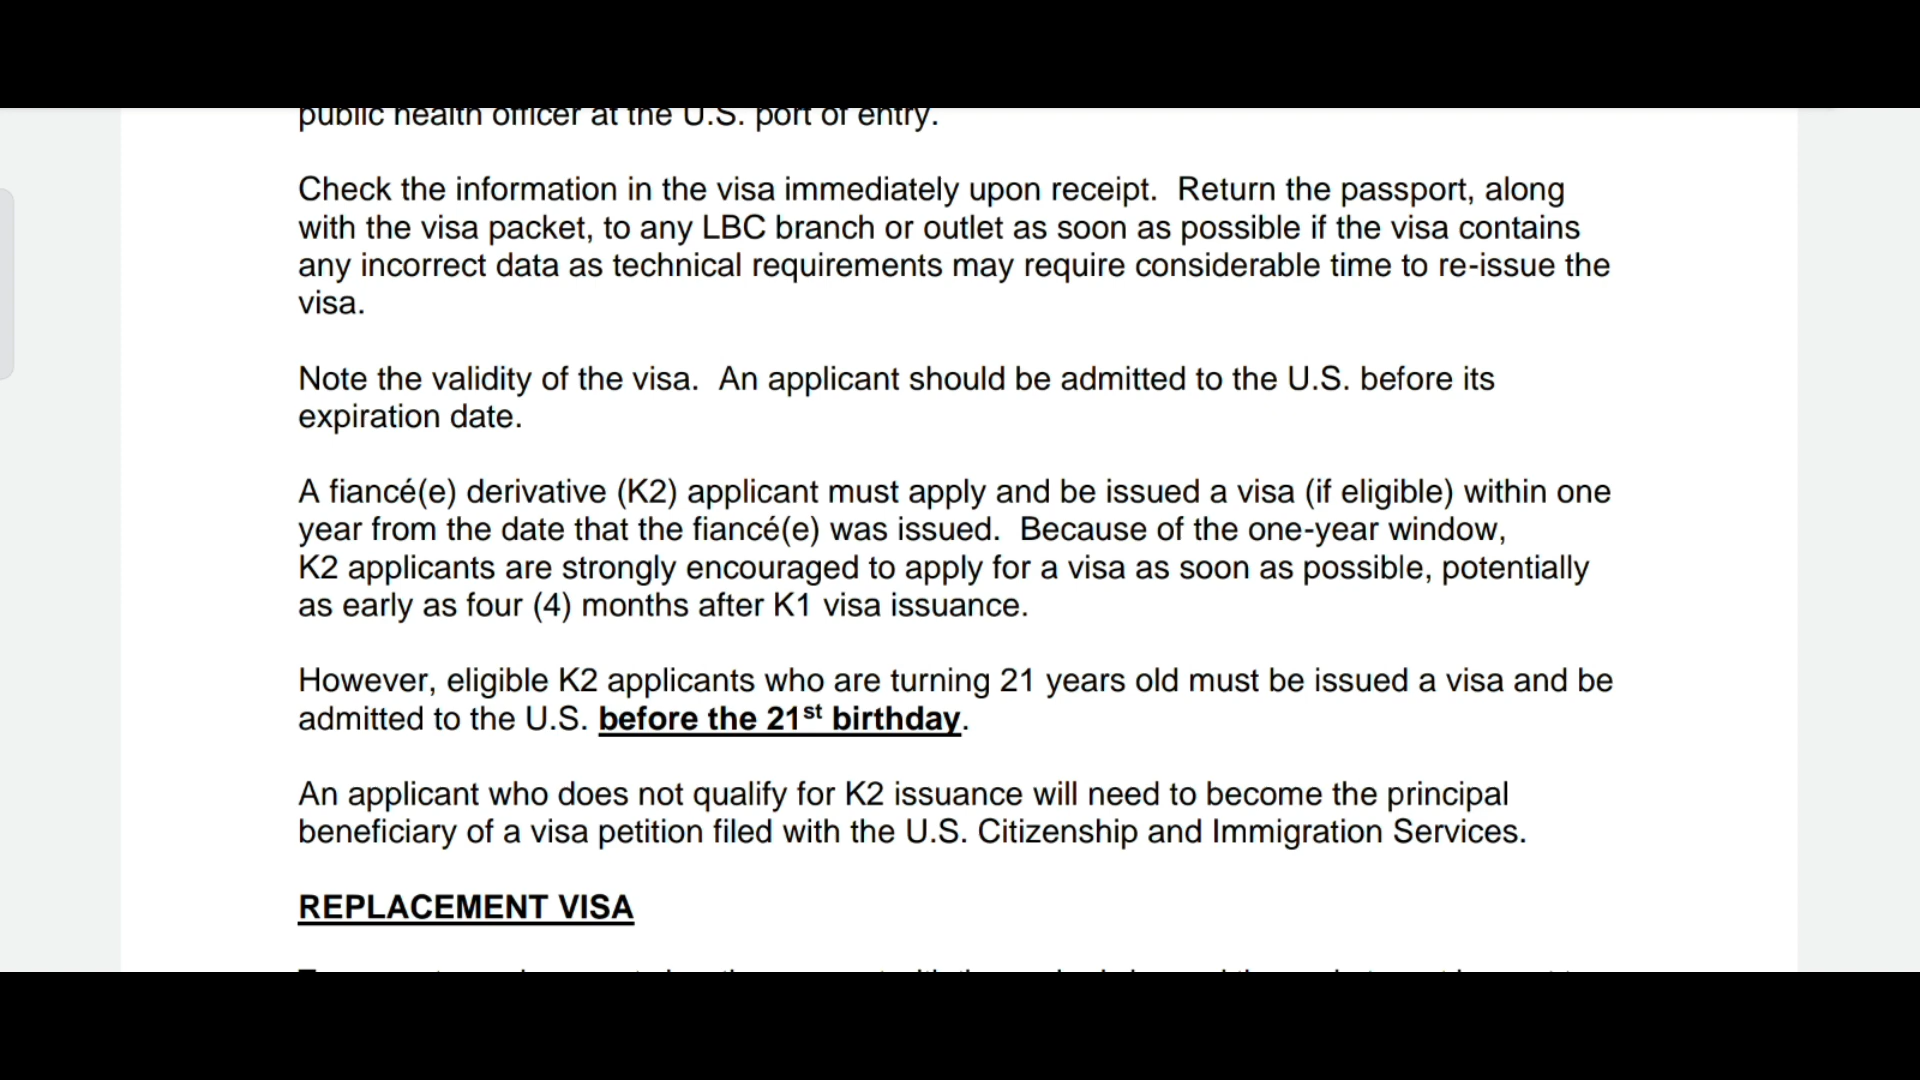 public health officer at the U.S. port of entry.
Check the information in the visa immediately upon receipt.  Return the passport, along
with the visa packet, to any LBC branch or outlet as soon as possible if the visa contains
any incorrect data as technical requirements may require considerable time to re-issue the
visa.
Note the validity of the visa.  An applicant should be admitted to the U.S. before its
expiration date.
A fiancé(e) derivative (K2) applicant must apply and be issued a visa (if eligible) within one
year from the date that the fiancé(e) was issued.  Because of the one-year window,
K2 applicants are strongly encouraged to apply for a visa as soon as possible, potentially
as early as four (4) months after K1 visa issuance.
However, eligible K2 applicants who are turning 21 years old must be issued a visa and be
admitted to the U.S. before the 21st birthday.
An applicant who does not qualify for K2 issuance will need to become the principal
beneficiary of a visa petition filed with the U.S. Citizenship and Immigration Services.
REPLACEMENT VISA